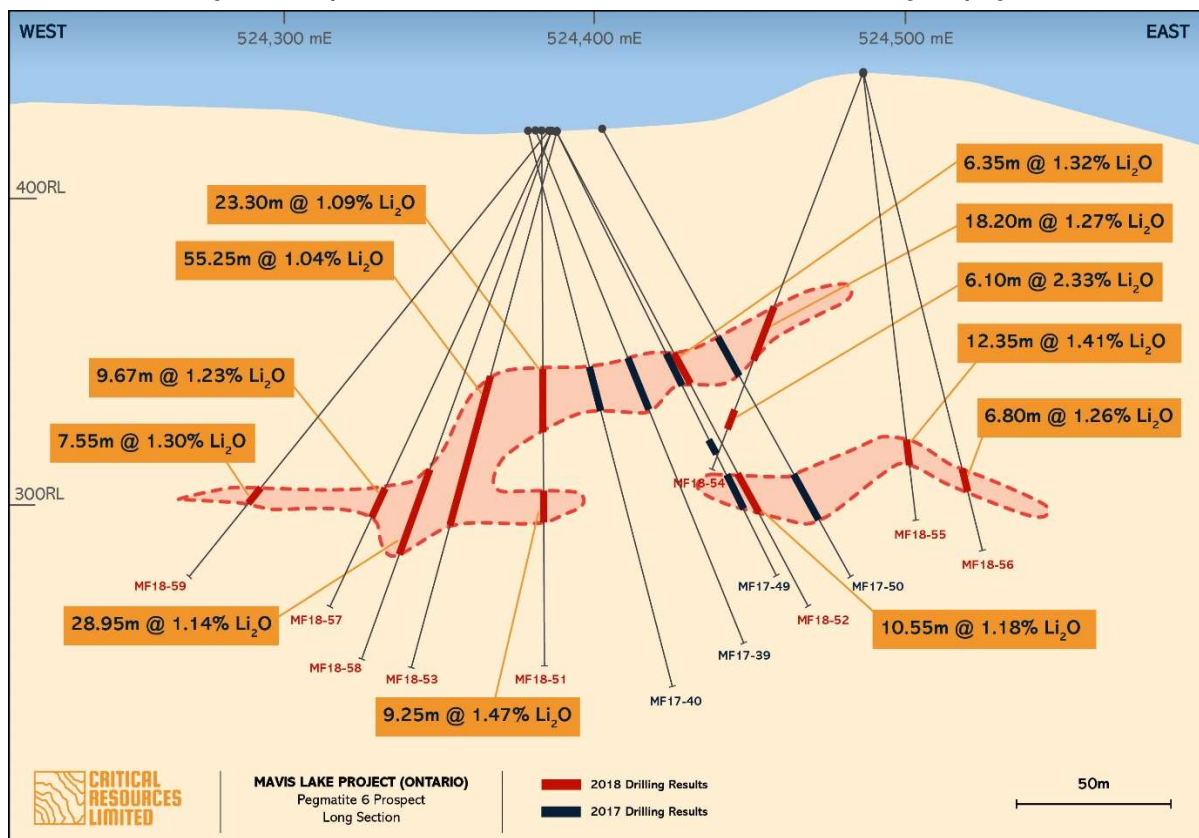 WEST
524,300 mE
524,400 mE
524,500 mE
EAST
400RL
300RL
23.30m @ 1.09% Li₂O
55.25m @ 1.04% Li₂O
9.67m @ 1.23% Li₂O
7.55m @ 1.30% Li₂O
6.35m @ 1.32% Li₂O
18.20m @ 1.27% Li₂O
6.10m @ 2.33% Li₂O
12.35m @ 1.41% Li₂O
6.80m @ 1.26% Li₂O
MF18-54
MF18-55
MF18-56
MF18-59
MF17-49
MF17-50
28.95m @ 1.14% Li₂O
MF18-57
MF18-52
10.55m @ 1.18% Li₂O
MF18-58
MF18-53
MF18-51
MF17-39
MF17-40
9.25m @ 1.47% Li₂O
CRITICAL
RESOURCES
LIMITED
MAVIS LAKE PROJECT (ONTARIO)
Pegmatite 6 Prospect
Long Section
2018 Drilling Results
2017 Drilling Results
50m